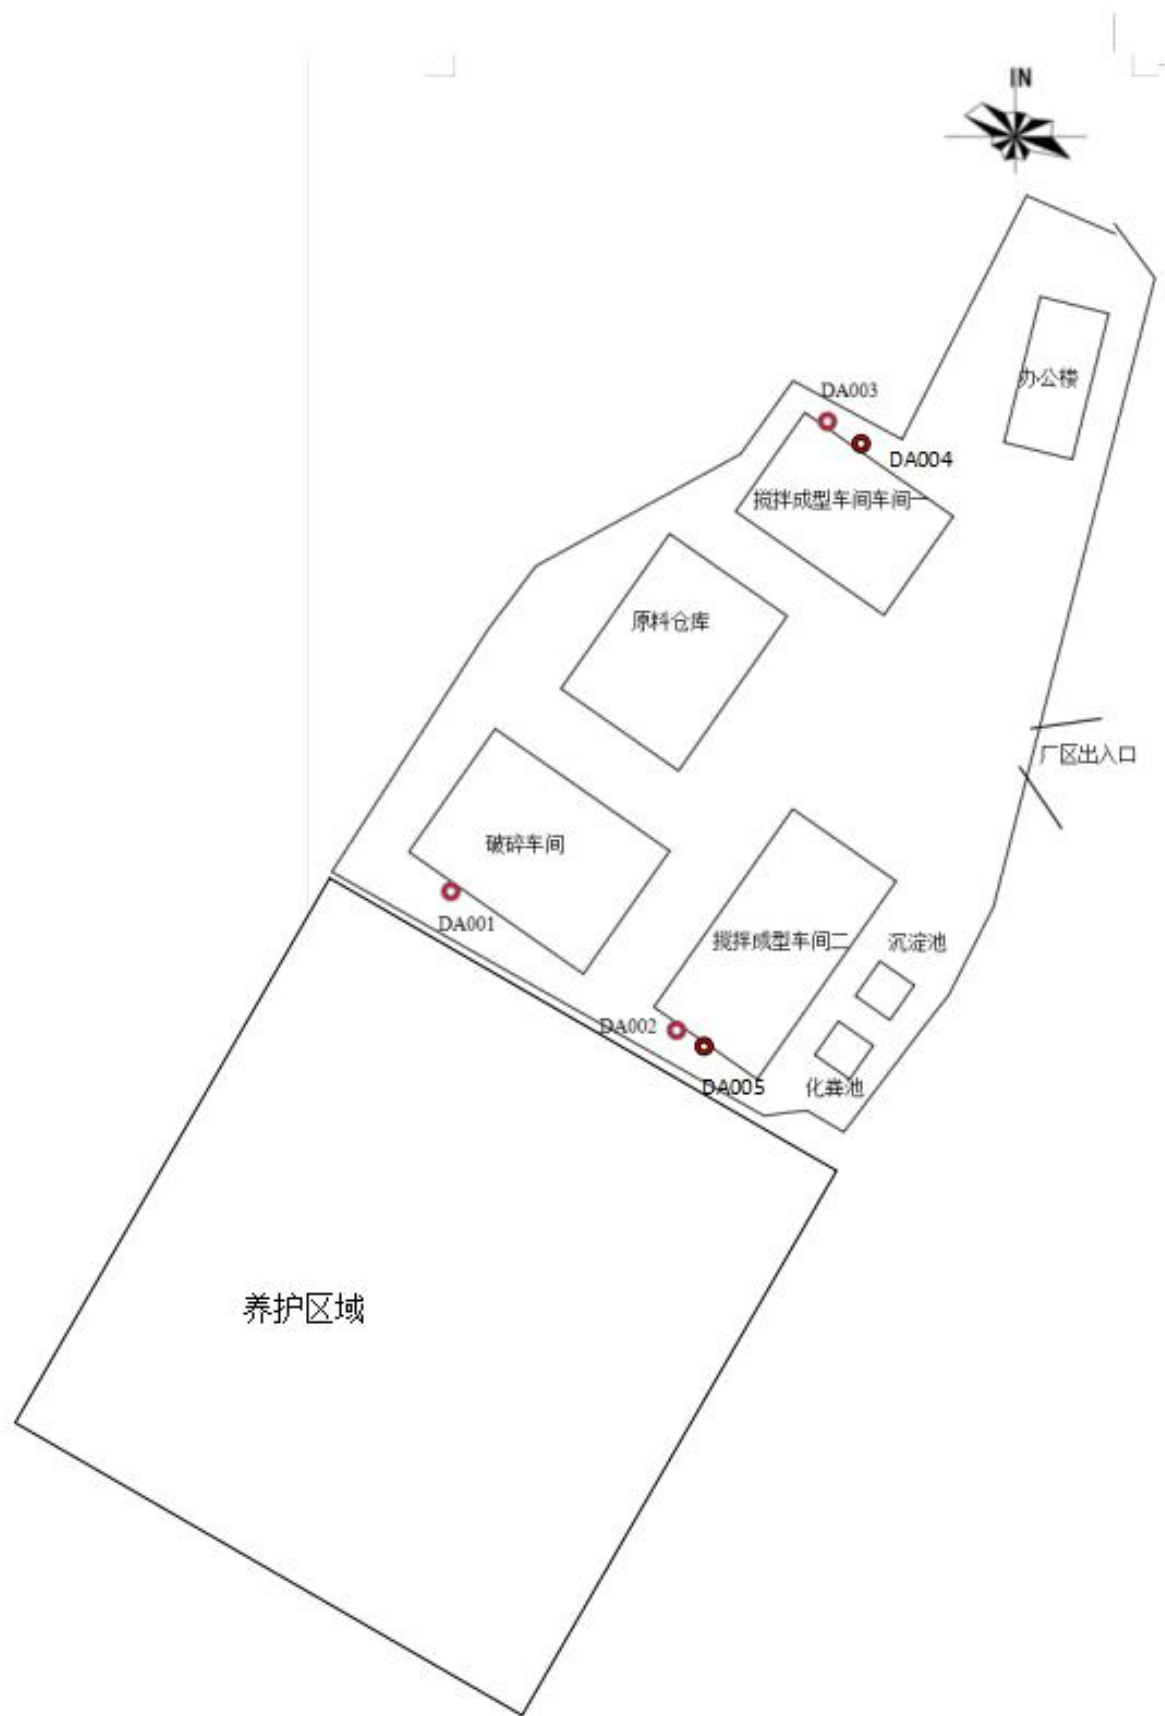 IN
办公楼
DA003
DA004
搅拌成型车间车间一
原料仓库
厂区出入口
破碎车间
DA001
搅拌成型车间二
沉淀池
DA002
DA005
化粪池
养护区域